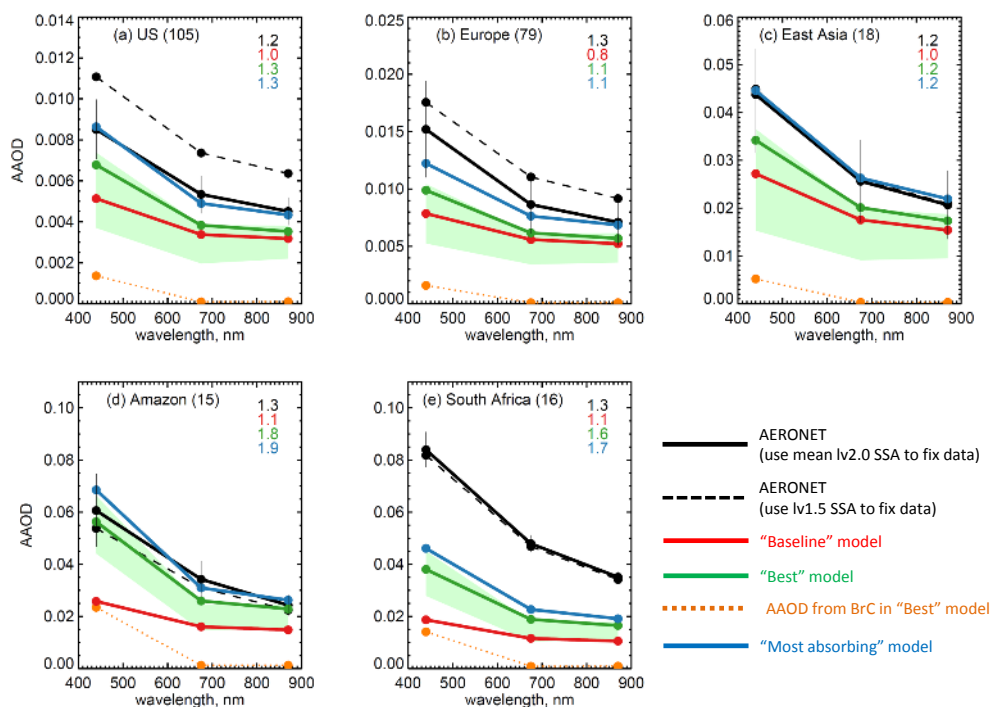 (a) US (105)
1.2
1.0
1.3
1.3
0.014
0.012
0.010
0.008
0.006
0.004
0.002
0.000
AAOD
400 500 600 700 800 900
wavelength, nm
(b) Europe (79)
1.3
0.8
1.1
1.1
0.025
0.020
0.015
0.010
0.005
0.000
400 500 600 700 800 900
wavelength, nm
(c) East Asia (18)
1.2
1.0
1.2
1.2
0.06
0.05
0.04
0.03
0.02
0.01
0.00
400 500 600 700 800 900
wavelength, nm
(d) Amazon (15)
1.3
1.1
1.8
1.9
0.10
0.08
0.06
0.04
0.02
0.00
AAOD
400 500 600 700 800 900
wavelength, nm
(e) South Africa (16)
1.3
1.1
1.6
1.7
0.10
0.08
0.06
0.04
0.02
0.00
400 500 600 700 800 900
wavelength, nm
AERONET
(use mean lv2.0 SSA to fix data)
AERONET
(use lv1.5 SSA to fix data)
“Baseline” model
“Best” model
AAOD from BrC in “Best” model
“Most absorbing” model